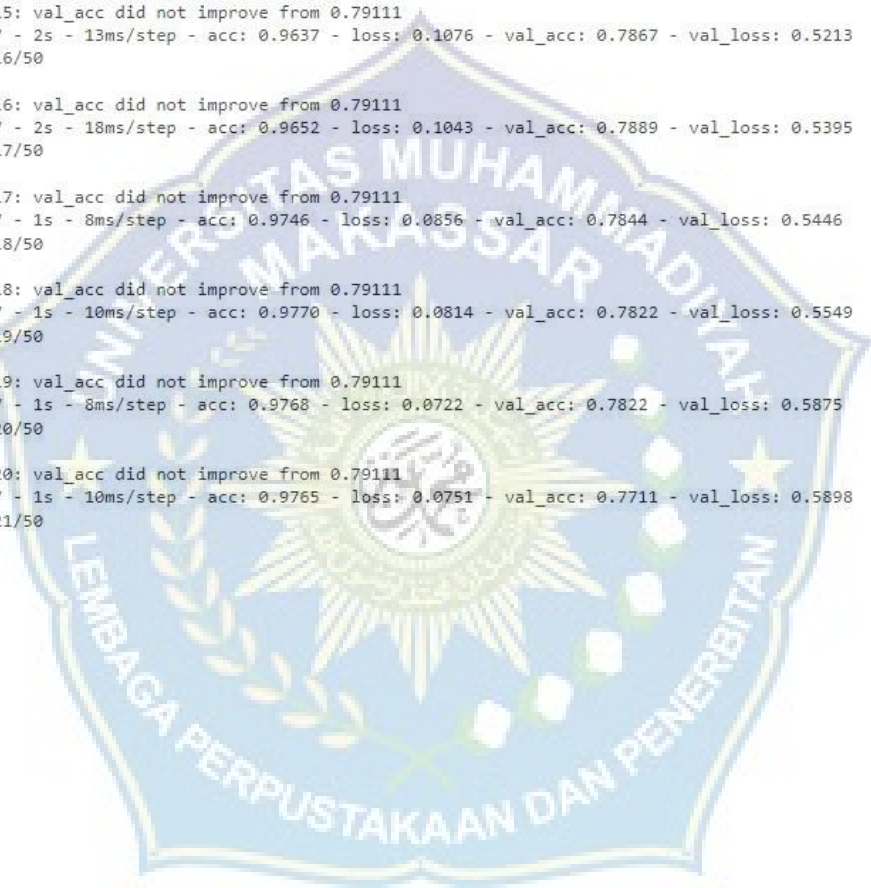 15: val_acc did not improve from 0.79111
- 2s - 13ms/step - acc: 0.9637 - loss: 0.1076 - val_acc: 0.7867 - val_loss: 0.5213
16/50
16: val_acc did not improve from 0.79111
- 2s - 18ms/step - acc: 0.9652 - loss: 0.1043 - val_acc: 0.7889 - val_loss: 0.5395
17/50
17: val_acc did not improve from 0.79111
- 1s - 8ms/step - acc: 0.9746 - loss: 0.0856 - val_acc: 0.7844 - val_loss: 0.5446
18/50
18: val_acc did not improve from 0.79111
- 1s - 10ms/step - acc: 0.9770 - loss: 0.0814 - val_acc: 0.7822 - val_loss: 0.5549
19/50
19: val_acc did not improve from 0.79111
- 1s - 8ms/step - acc: 0.9768 - loss: 0.0722 - val_acc: 0.7822 - val_loss: 0.5875
20/50
20: val_acc did not improve from 0.79111
- 1s - 10ms/step - acc: 0.9765 - loss: 0.0751 - val_acc: 0.7711 - val_loss: 0.5898
21/50
UNIVERSITAS MUHAMMADIYAH
MAKASSAR
LEMBAGA PERPUSTAKAAN DAN PENERBITAN